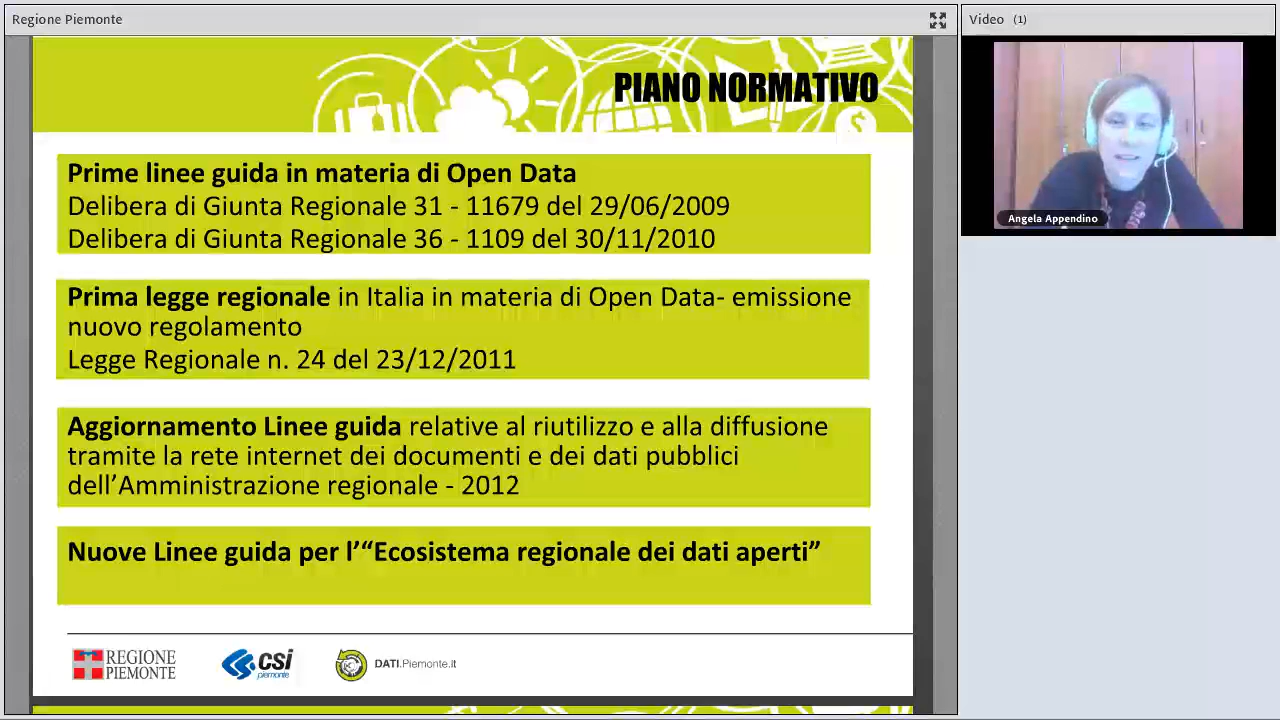 Regione Piemonte
Video (1)
PIANO NORMATIVO
Angela Appendino
Prime linee guida in materia di Open Data
Delibera di Giunta Regionale 31 - 11679 del 29/06/2009
Delibera di Giunta Regionale 36 - 1109 del 30/11/2010
Prima legge regionale in Italia in materia di Open Data- emissione
nuovo regolamento
Legge Regionale n. 24 del 23/12/2011
Aggiornamento Linee guida relative al riutilizzo e alla diffusione
tramite la rete internet dei documenti e dei dati pubblici
dell’Amministrazione regionale - 2012
Nuove Linee guida per l’“Ecosistema regionale dei dati aperti”
REGIONE
PIEMONTE
csi
piemonte
DATI.Piemonte.it